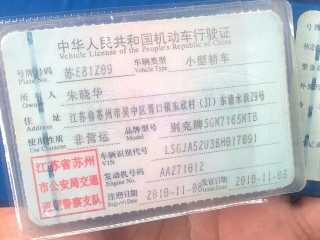 中华人民共和国机动车行驶证
Vehicle License of the People's Republic of China
号牌号码 苏E81Z09 车辆类型 小型轿车
Plate No. Vehicle Type
所有人 朱晓华
Owner
住址 江苏省苏州市吴中区胥口镇东欧村(31)东浦水街29号
Address
使用性质 非营运 品牌型号 别克牌SGM7165MTB
Use Character Model
江苏省苏州 车辆识别代号 LSGJA52U3BH017091
VIN
市公安局交通 发动机号码 AA271012
Engine No.
巡逻警察支队 注册日期 2010-11-08 发证日期 2010-11-08
Register Date Issue Date